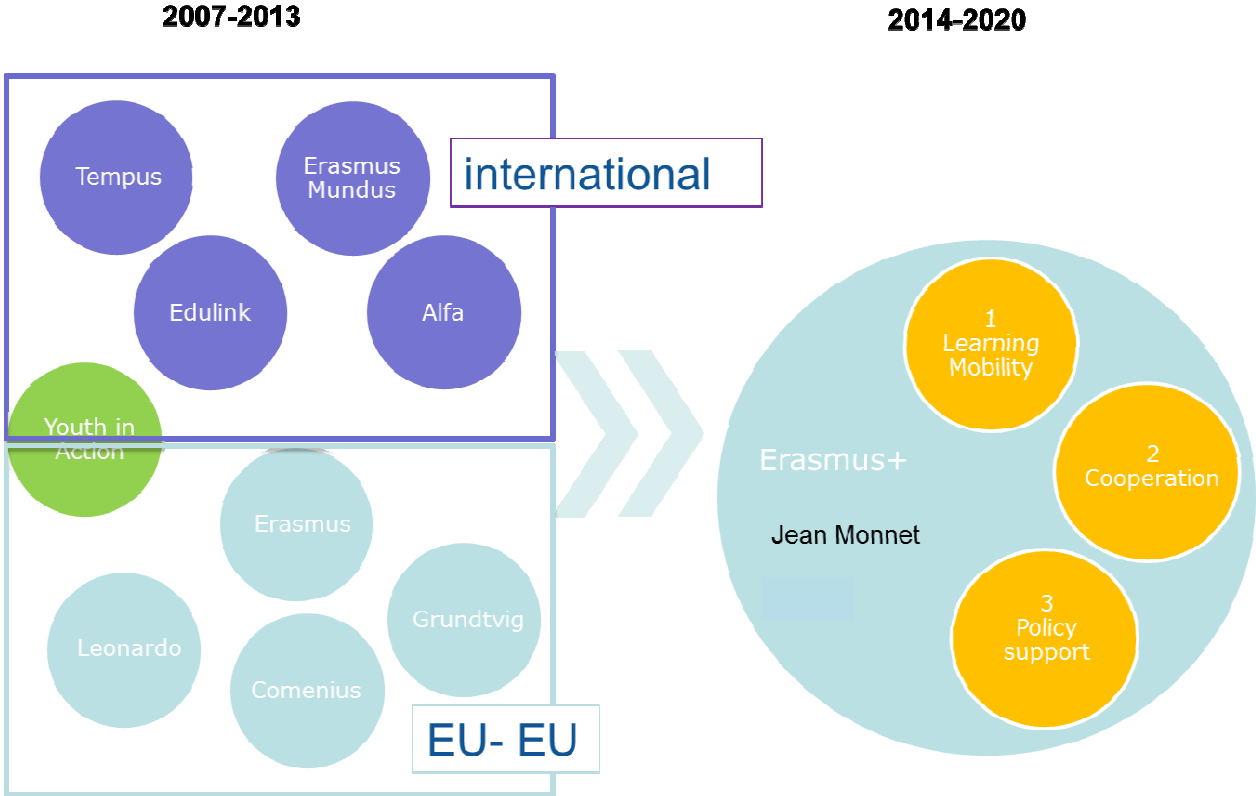 2007-2013
2014-2020
Tempus
Erasmus
Mundus
international
Edulink
Alfa
Youth in
Action
Erasmus
Leonardo
Grundtvig
Comenius
EU- EU
1
Learning
Mobility
2
Cooperation
Erasmus+
Jean Monnet
3
Policy
support